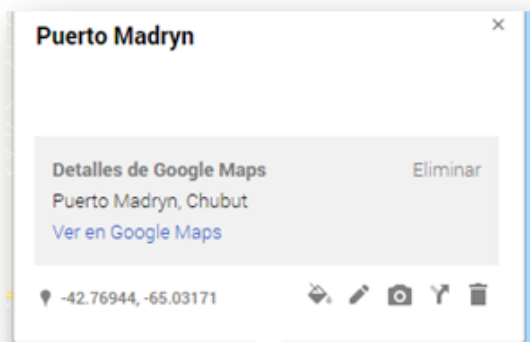 Puerto Madryn
Detalles de Google Maps Eliminar
Puerto Madryn, Chubut
Ver en Google Maps
-42.76944, -65.03171